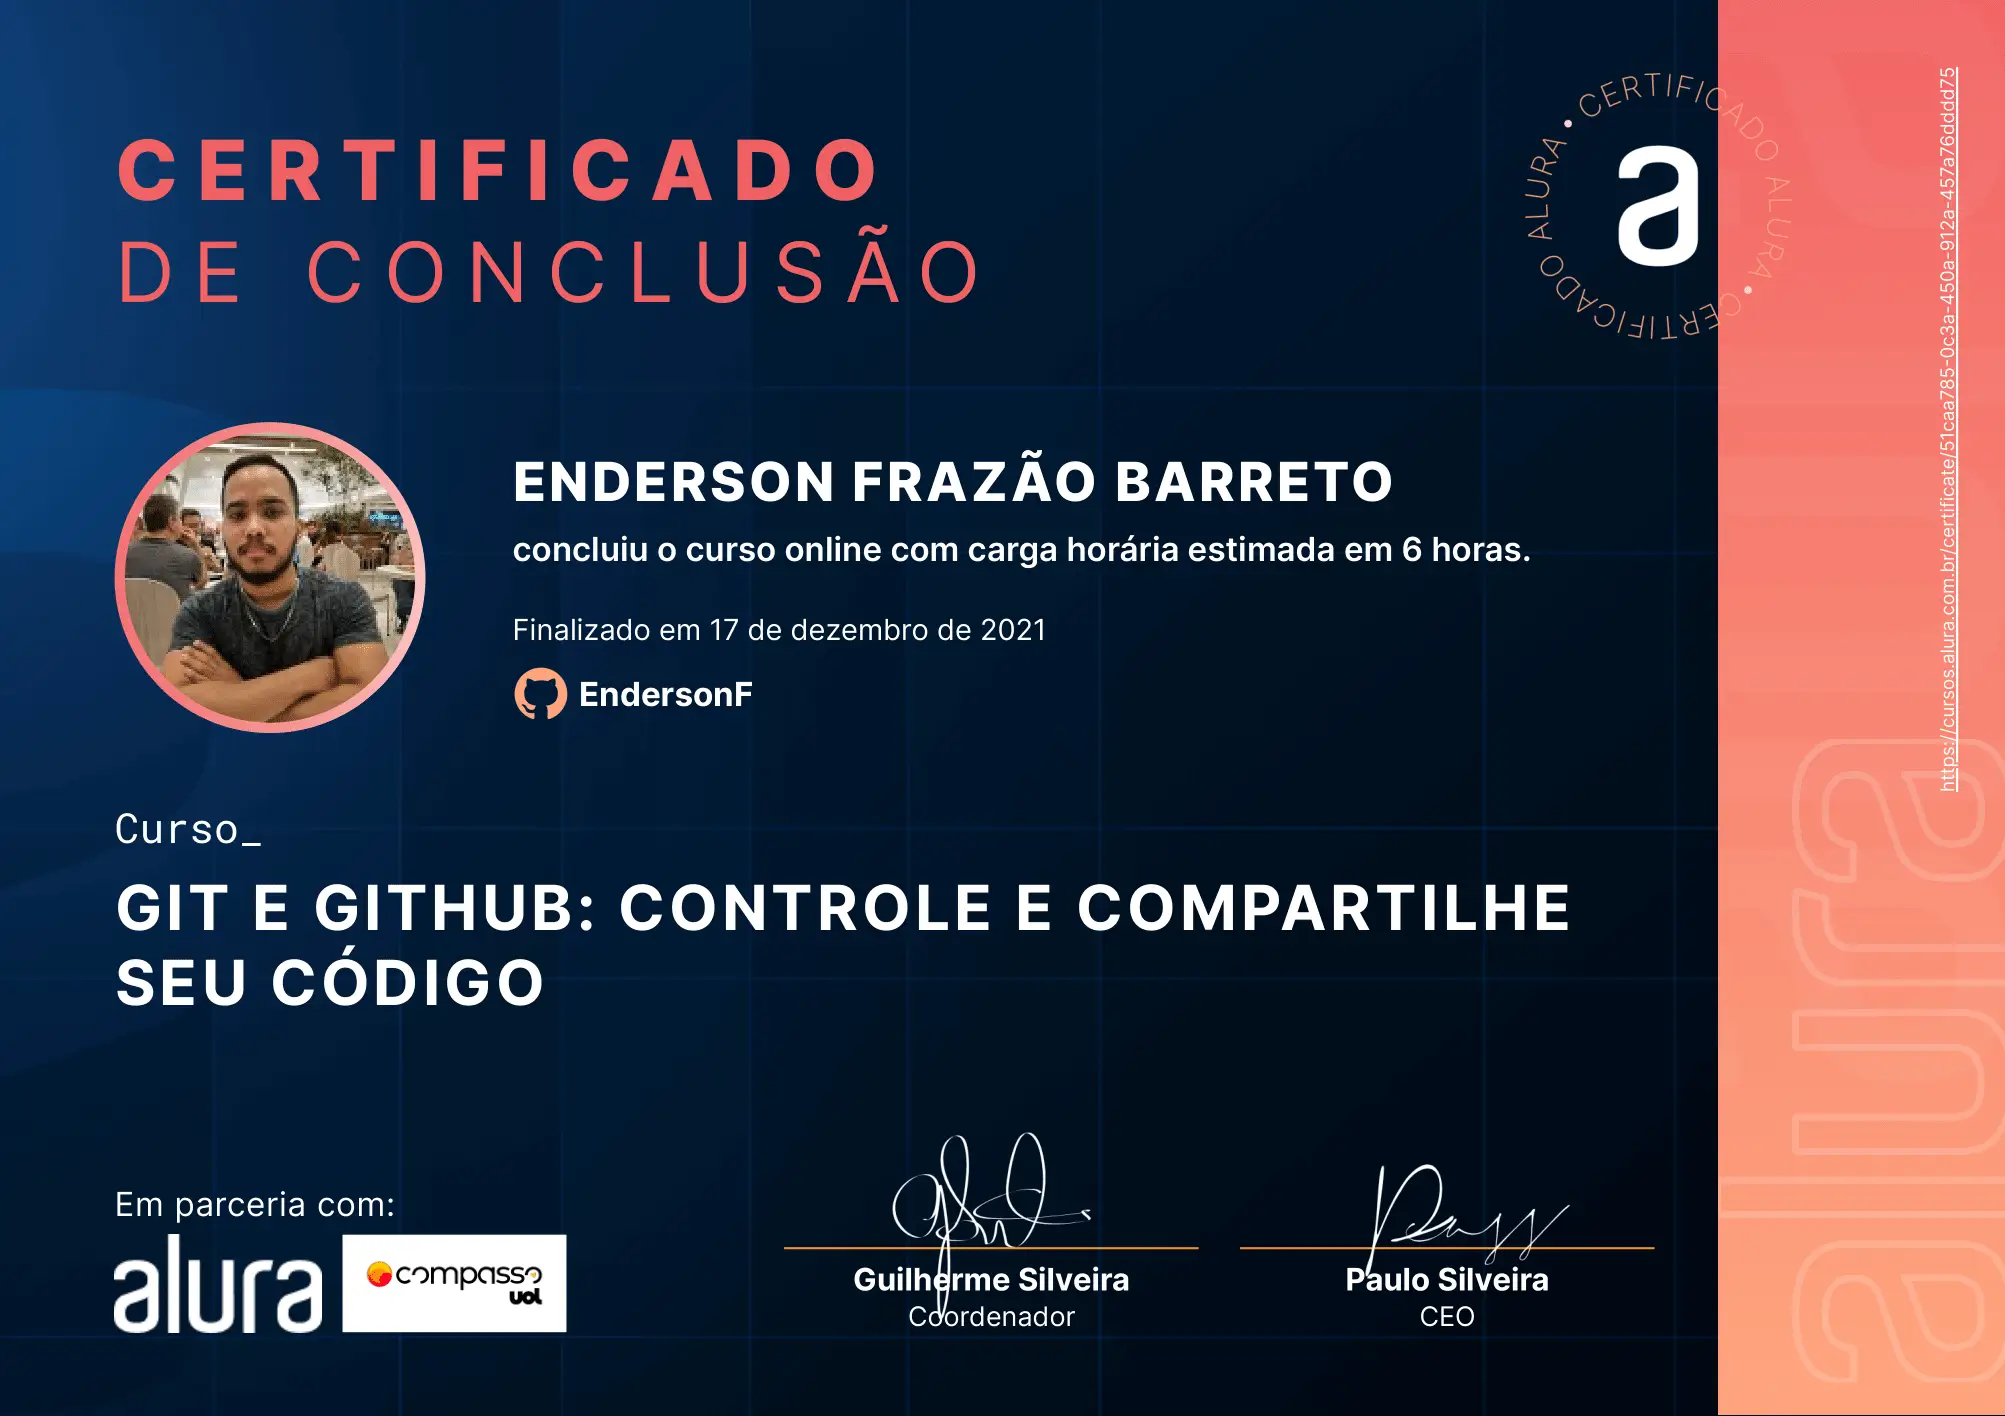 CERTIFICADO
DE CONCLUSÃO
CERTIFICADO ALURA • CERTIFICADO ALURA •
a
https://cursos.alura.com.br/certificate/51caa785-0c3a-450a-912a-457a76dddd75
ENDERSON FRAZÃO BARRETO
concluiu o curso online com carga horária estimada em 6 horas.
Finalizado em 17 de dezembro de 2021
EndersonF
Curso_
GIT E GITHUB: CONTROLE E COMPARTILHE
SEU CÓDIGO
Em parceria com:
alura
compasso
uol
Guilherme Silveira
Coordenador
Paulo Silveira
CEO
alura